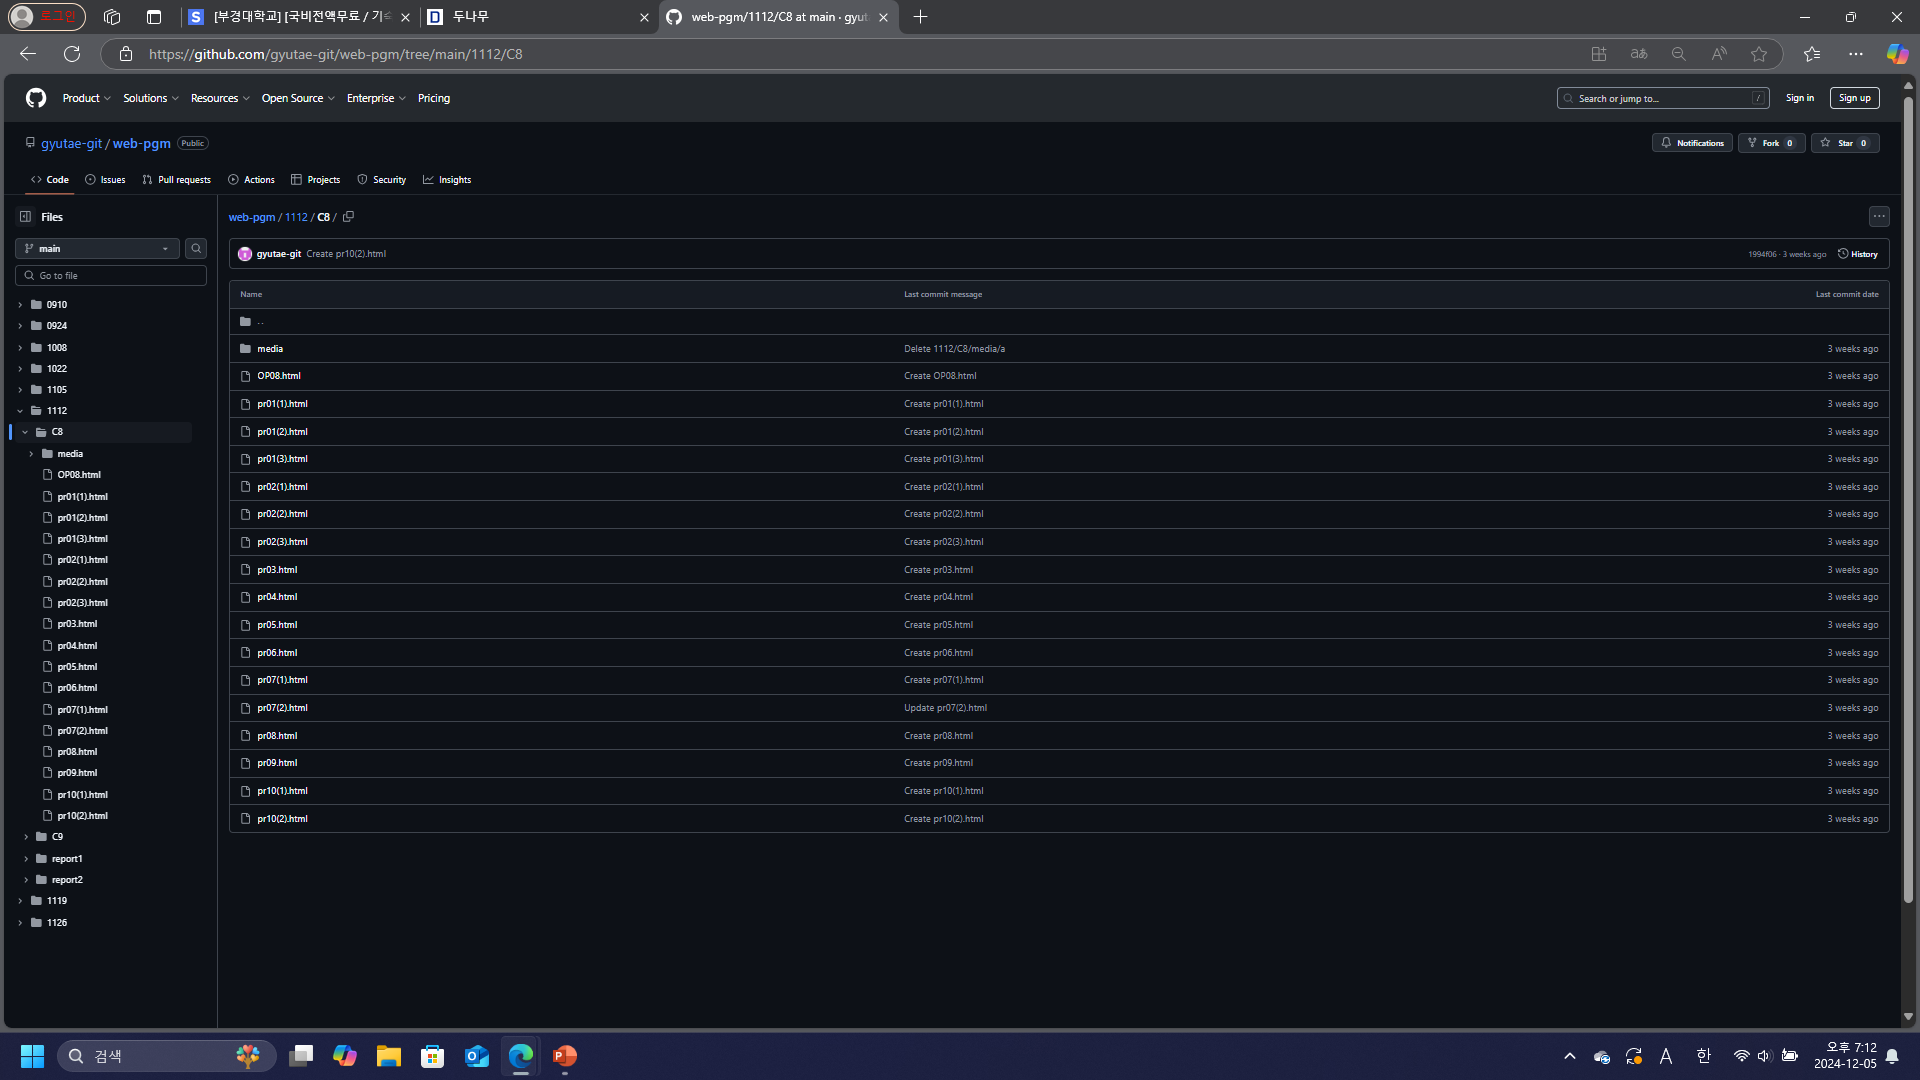 로그인
[부경대학교] [국비전액무료 / 기숙
두나무
web-pgm/1112/C8 at main · gyuta
https://github.com/gyutae-git/web-pgm/tree/main/1112/C8
Product Solutions Resources Open Source Enterprise Pricing
Search or jump to... /
Sign in
Sign up
gyutae-git / web-pgm Public
Notifications
Fork 0
Star 0
Code Issues Pull requests Actions Projects Security Insights
Files
main
Go to file
0910
0924
1008
1022
1105
1112
C8
media
OP08.html
pr01(1).html
pr01(2).html
pr01(3).html
pr02(1).html
pr02(2).html
pr02(3).html
pr03.html
pr04.html
pr05.html
pr06.html
pr07(1).html
pr07(2).html
pr08.html
pr09.html
pr10(1).html
pr10(2).html
C9
report1
report2
1119
1126
web-pgm / 1112 / C8 /
gyutae-git Create pr10(2).html
1994f06 · 3 weeks ago History
Name Last commit message Last commit date
..
media Delete 1112/C8/media/a 3 weeks ago
OP08.html Create OP08.html 3 weeks ago
pr01(1).html Create pr01(1).html 3 weeks ago
pr01(2).html Create pr01(2).html 3 weeks ago
pr01(3).html Create pr01(3).html 3 weeks ago
pr02(1).html Create pr02(1).html 3 weeks ago
pr02(2).html Create pr02(2).html 3 weeks ago
pr02(3).html Create pr02(3).html 3 weeks ago
pr03.html Create pr03.html 3 weeks ago
pr04.html Create pr04.html 3 weeks ago
pr05.html Create pr05.html 3 weeks ago
pr06.html Create pr06.html 3 weeks ago
pr07(1).html Create pr07(1).html 3 weeks ago
pr07(2).html Update pr07(2).html 3 weeks ago
pr08.html Create pr08.html 3 weeks ago
pr09.html Create pr09.html 3 weeks ago
pr10(1).html Create pr10(1).html 3 weeks ago
pr10(2).html Create pr10(2).html 3 weeks ago
검색
A 한
오후 7:12
2024-12-05